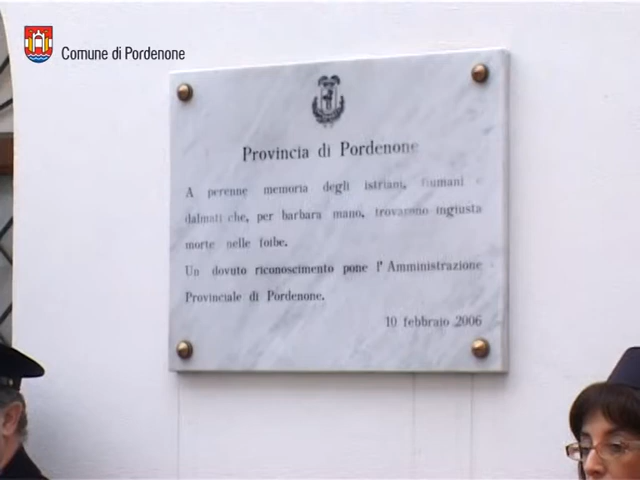 Comune di Pordenone
Provincia di Pordenone
A perenne memoria degli istriani, fiumani e
dalmati che, per barbara mano, trovarono ingiusta
morte nelle foibe.
Un dovuto riconoscimento pone l'Amministrazione
Provinciale di Pordenone.
10 febbraio 2006